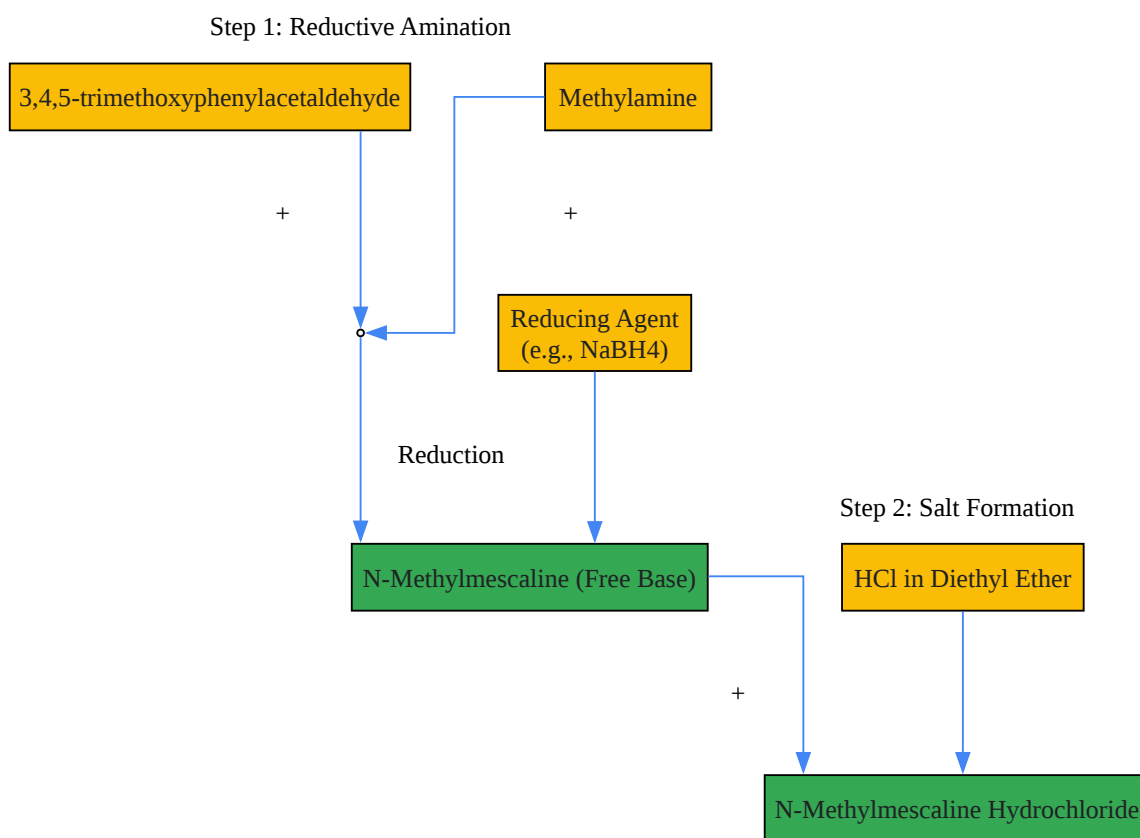 Step 1: Reductive Amination
3,4,5-trimethoxyphenylacetaldehyde
Methylamine
+
+
Reducing Agent
(e.g., NaBH4)
Reduction
Step 2: Salt Formation
N-Methylmescaline (Free Base)
HCl in Diethyl Ether
+
N-Methylmescaline Hydrochloride